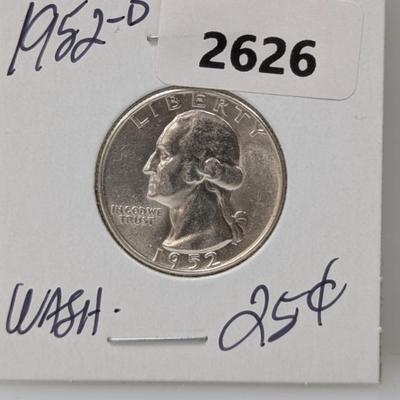 1952-D
2626
LIBERTY
IN GOD WE
TRUST
1952
WASH.
25¢